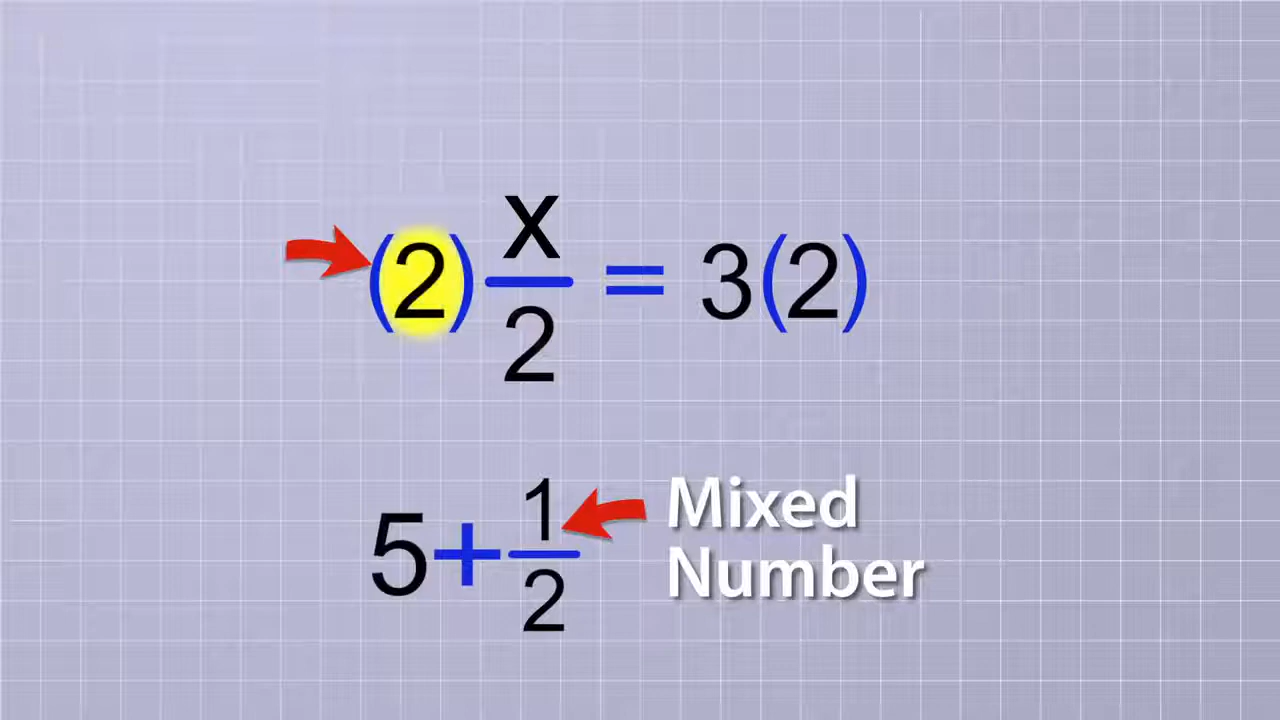 (2) x/2 = 3(2)
5+1/2 Mixed
Number